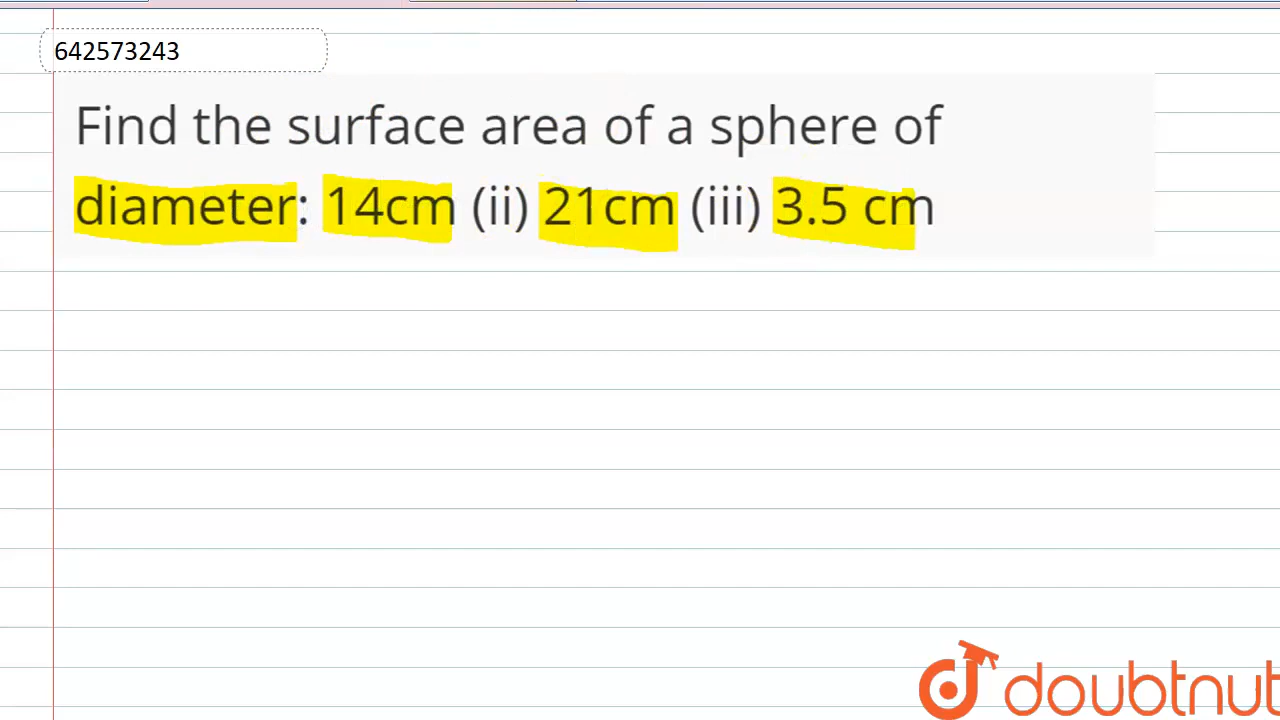 642573243
Find the surface area of a sphere of
diameter: 14cm (ii) 21cm (iii) 3.5 cm
doubtnut